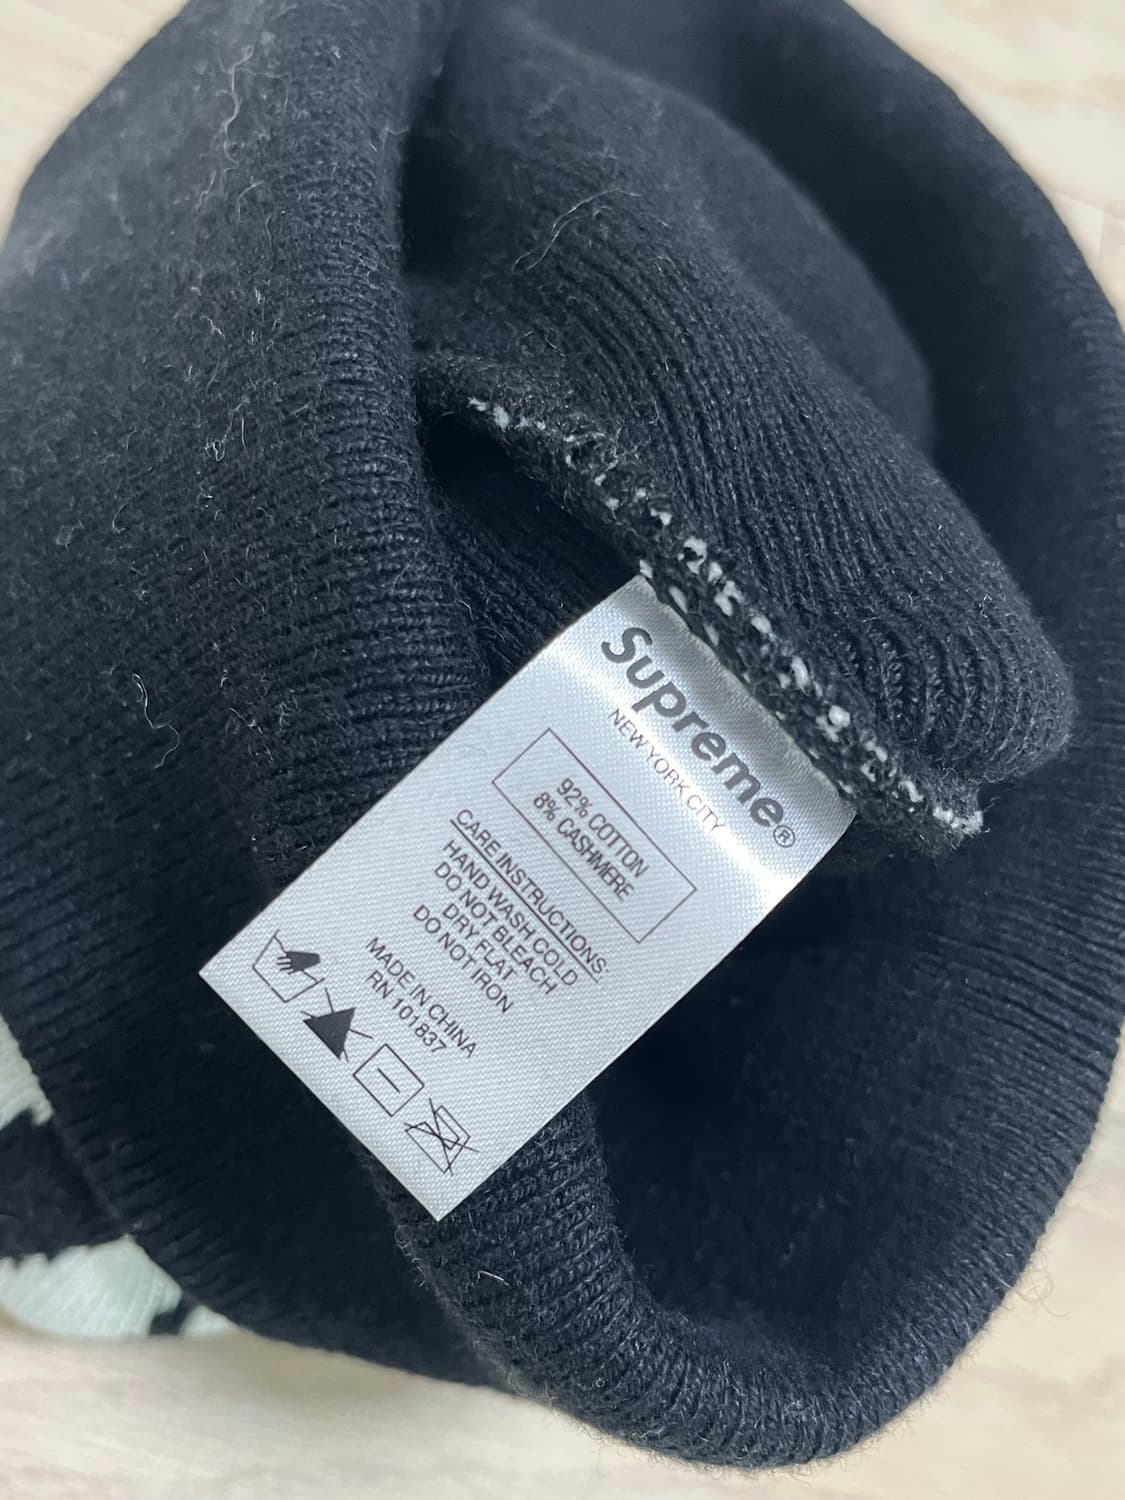 Supreme®
NEW YORK CITY
92% COTTON
8% CASHMERE
CARE INSTRUCTIONS:
HAND WASH COLD
DO NOT BLEACH
DRY FLAT
DO NOT IRON
MADE IN CHINA
RN 101837